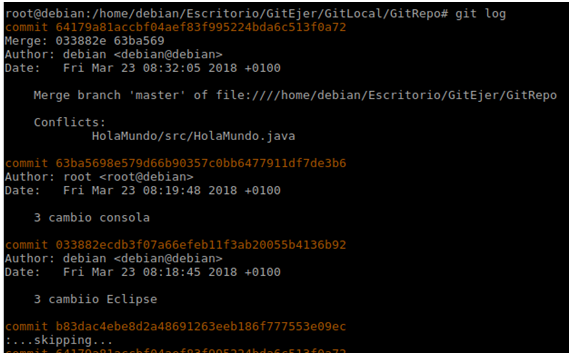 root@debian:/home/debian/Escritorio/GitEjer/GitLocal/GitRepo# git log
commit 64179a81accbf04aef83f995224bda6c513f0a72
Merge: 033882e 63ba569
Author: debian <debian@debian>
Date:   Fri Mar 23 08:32:05 2018 +0100
Merge branch 'master' of file:////home/debian/Escritorio/GitEjer/GitRepo
Conflicts:
HolaMundo/src/HolaMundo.java
commit 63ba5698e579d66b90357c0bb6477911df7de3b6
Author: root <root@debian>
Date:   Fri Mar 23 08:19:48 2018 +0100
3 cambio consola
commit 033882ecdb3f07a66efeb11f3ab20055b4136b92
Author: debian <debian@debian>
Date:   Fri Mar 23 08:18:45 2018 +0100
3 cambiio Eclipse
commit b83dac4ebe8d2a48691263eeb186f777553e09ec
:...skipping...
commit 64179a81accbf04aef83f995224bda6c513f0a72